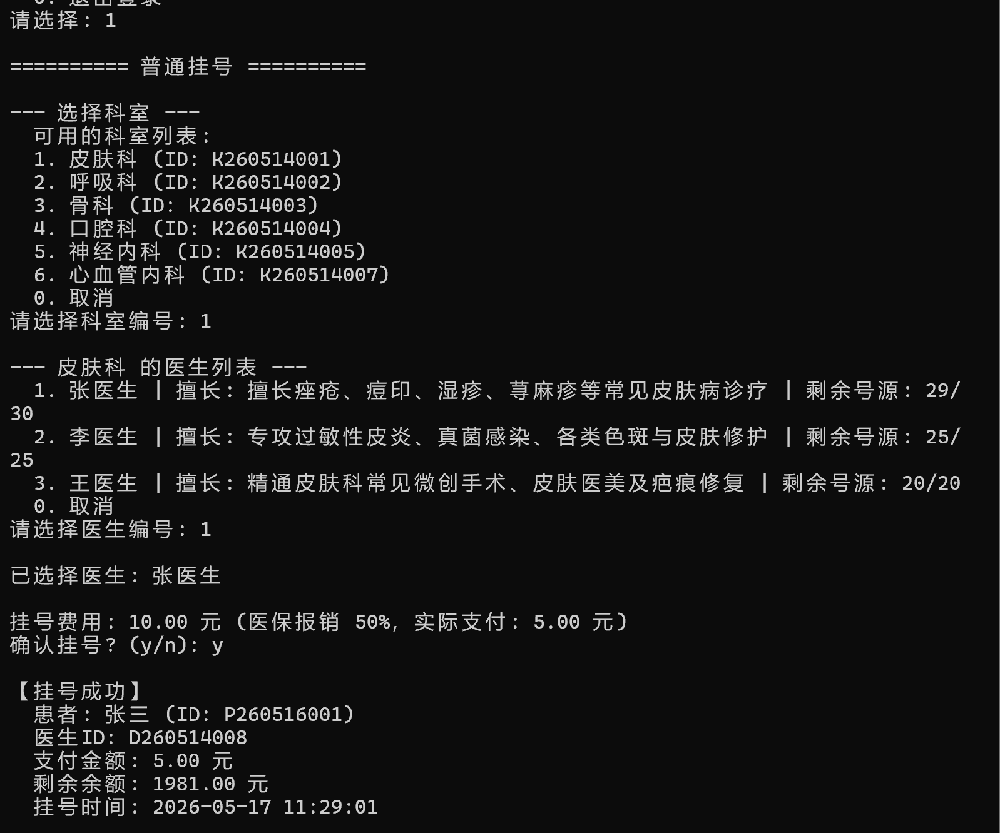 请选择: 1
========== 普通挂号 ==========
--- 选择科室 ---
可用的科室列表:
1. 皮肤科 (ID: K260514001)
2. 呼吸科 (ID: K260514002)
3. 骨科 (ID: K260514003)
4. 口腔科 (ID: K260514004)
5. 神经内科 (ID: K260514005)
6. 心血管内科 (ID: K260514007)
0. 取消
请选择科室编号: 1
--- 皮肤科 的医生列表 ---
1. 张医生 | 擅长: 擅长痤疮、痘印、湿疹、荨麻疹等常见皮肤病诊疗 | 剩余号源: 29/
30
2. 李医生 | 擅长: 专攻过敏性皮炎、真菌感染、各类色斑与皮肤修护 | 剩余号源: 25/
25
3. 王医生 | 擅长: 精通皮肤科常见微创手术、皮肤医美及疤痕修复 | 剩余号源: 20/20
0. 取消
请选择医生编号: 1
已选择医生: 张医生
挂号费用: 10.00 元 (医保报销 50%, 实际支付: 5.00 元)
确认挂号? (y/n): y
【挂号成功】
患者: 张三 (ID: P260516001)
医生ID: D260514008
支付金额: 5.00 元
剩余余额: 1981.00 元
挂号时间: 2026-05-17 11:29:01